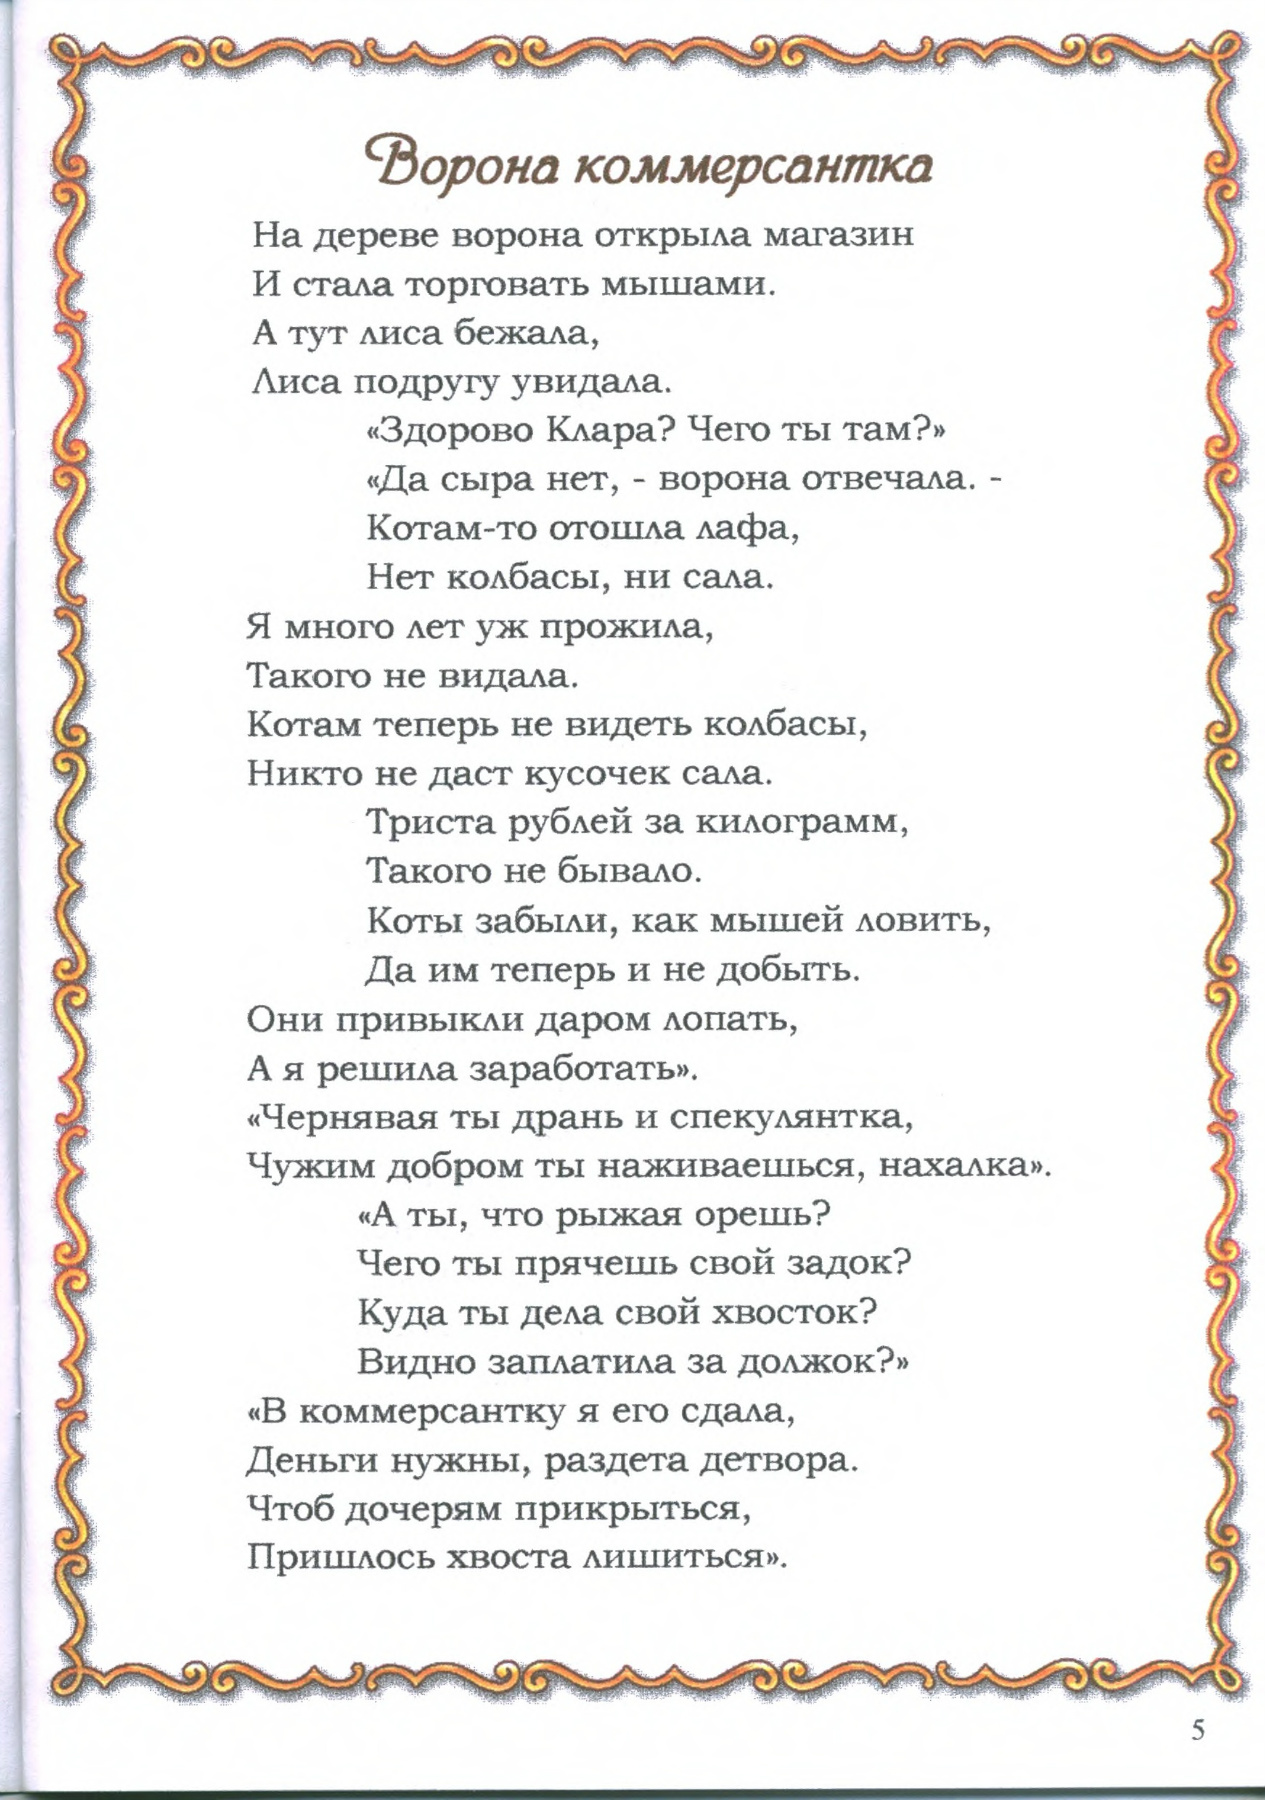 Ворона коммерсантка
На дереве ворона открыла магазин
И стала торговать мышами.
А тут лиса бежала,
Лиса подругу увидала.
«Здорово Клара? Чего ты там?»
«Да сыра нет, - ворона отвечала. -
Котам-то отошла лафа,
Нет колбасы, ни сала.
Я много лет уж прожила,
Такого не видала.
Котам теперь не видеть колбасы,
Никто не даст кусочек сала.
Триста рублей за килограмм,
Такого не бывало.
Коты забыли, как мышей ловить,
Да им теперь и не добыть.
Они привыкли даром лопать,
А я решила заработать».
«Чернявая ты дрань и спекулянтка,
Чужим добром ты наживаешься, нахалка».
«А ты, что рыжая орешь?
Чего ты прячешь свой задок?
Куда ты дела свой хвосток?
Видно заплатила за должок?»
«В коммерсантку я его сдала,
Деньги нужны, раздета детвора.
Чтоб дочерям прикрыться,
Пришлось хвоста лишиться».
5